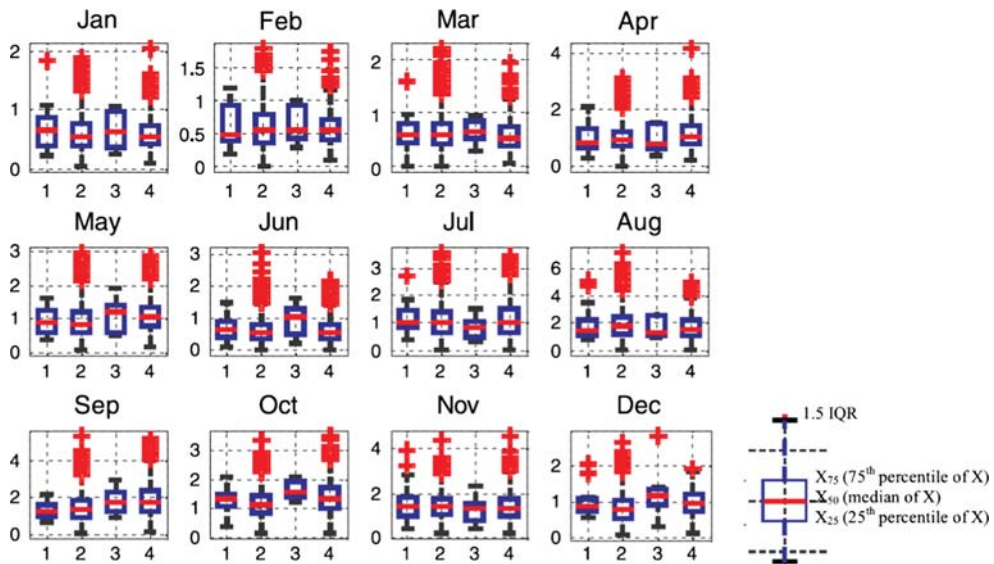 Jan Feb Mar Apr
2 1 0 1 2 3 4
1.5 1 0.5 0 1 2 3 4
2 1 0 1 2 3 4
4 2 0 1 2 3 4
May Jun Jul Aug
3 2 1 0 1 2 3 4
3 2 1 0 1 2 3 4
3 2 1 0 1 2 3 4
6 4 2 0 1 2 3 4
Sep Oct Nov Dec
4 2 0 1 2 3 4
3 2 1 0 1 2 3 4
4 2 0 1 2 3 4
2 1 0 1 2 3 4
1.5 IQR
X75 (75th percentile of X)
X50 (median of X)
X25 (25th percentile of X)